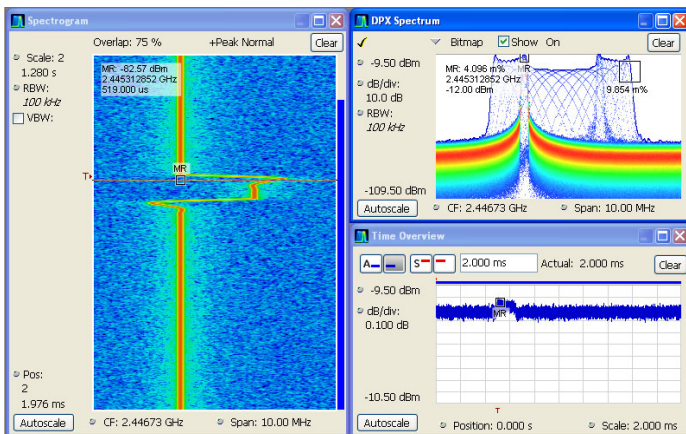 Spectrogram
Overlap: 75 %
+Peak Normal
Clear
Scale: 2
1.280 s
RBW:
100 kHz
VBW:
MR: -82.57 dBm
2.445312852 GHz
519.000 us
MR
T
Pos:
2
1.976 ms
Autoscale
CF: 2.44673 GHz
Span: 10.00 MHz
DPX Spectrum
Bitmap
Show
On
Clear
-9.50 dBm
dB/div:
10.0 dB
RBW:
100 kHz
MR: 4.096 m%
2.445312852 GHz
-12.00 dBm
MR
9.854 m%
-109.50 dBm
Autoscale
CF: 2.44673 GHz
Span: 10.00 MHz
Time Overview
A
S
2.000 ms
Actual: 2.000 ms
Clear
-9.50 dBm
dB/div:
0.100 dB
MR
-10.50 dBm
T
Autoscale
Position: 0.000 s
Scale: 2.000 ms